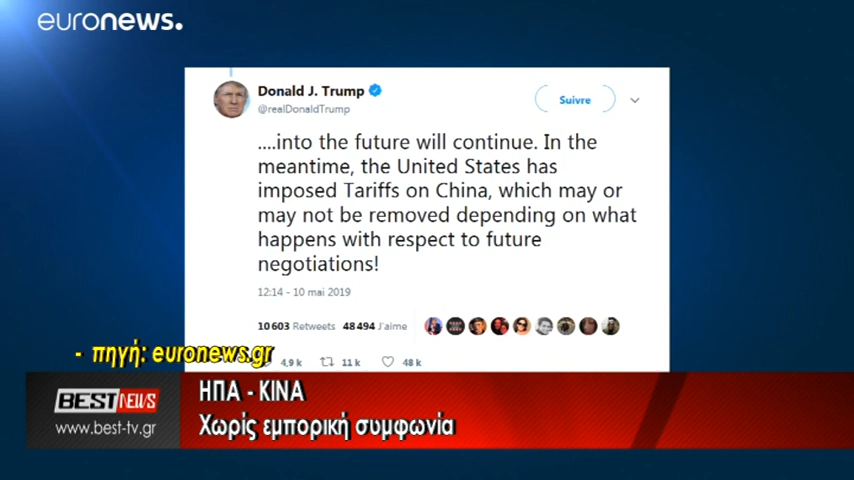 euronews.
Donald J. Trump
@realDonaldTrump
Suivre
....into the future will continue. In the
meantime, the United States has
imposed Tariffs on China, which may or
may not be removed depending on what
happens with respect to future
negotiations!
12:14 - 10 mai 2019
10 603 Retweets 48 494 J'aime
4,9 k 11 k 48 k
- πηγή: euronews.gr
BEST NEWS
www.best-tv.gr
ΗΠΑ - ΚΙΝΑ
Χωρίς εμπορική συμφωνία